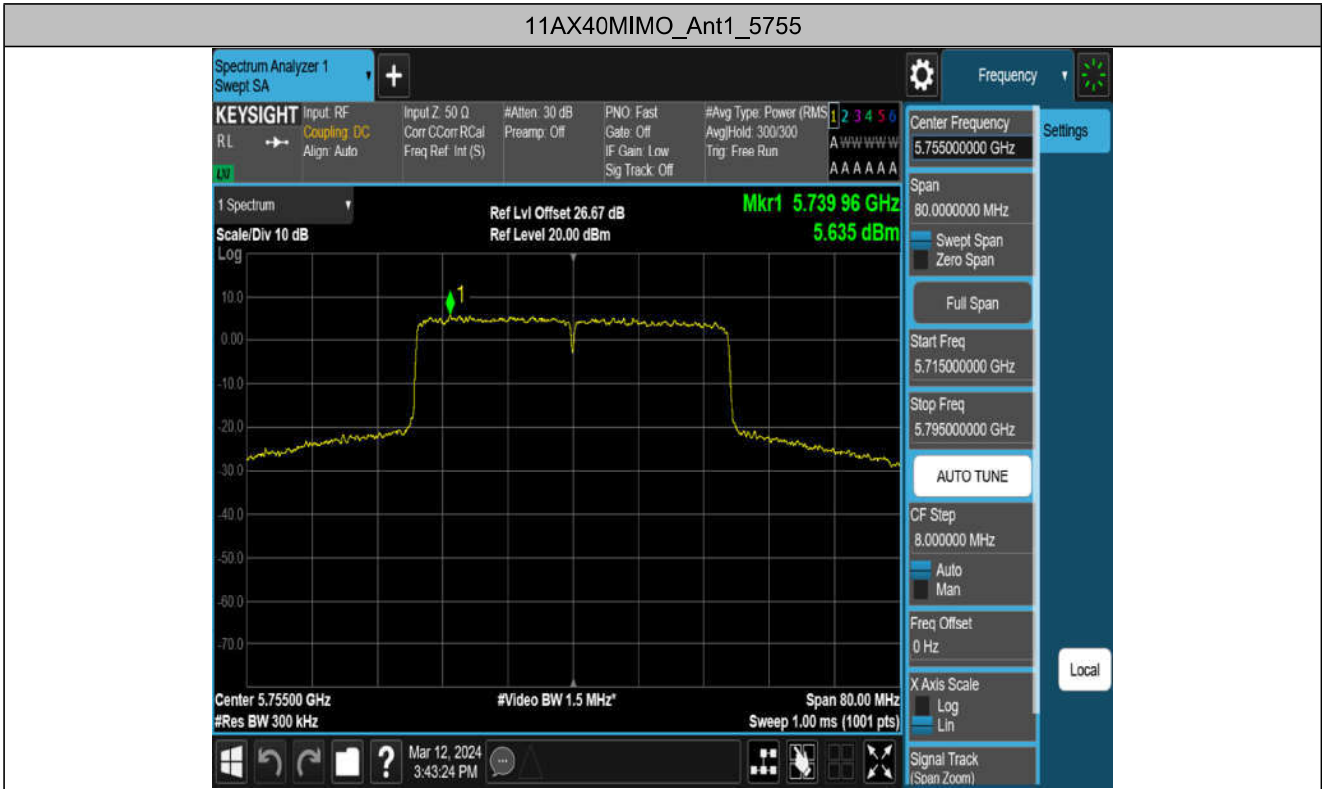 11AX40MIMO_Ant1_5755
Spectrum Analyzer 1
Swept SA
+
Frequency
KEYSIGHT
RL
LXI
Input: RF
Coupling: DC
Align: Auto
Input Z: 50 Ω
Corr CCorr RCal
Freq Ref: Int (S)
#Atten: 30 dB
Preamp: Off
PNO: Fast
Gate: Off
IF Gain: Low
Sig Track: Off
#Avg Type: Power (RMS
Avg|Hold: 300/300
Trig: Free Run
1 2 3 4 5 6
A W W W W W
A A A A A A
1 Spectrum
Scale/Div 10 dB
Ref Lvl Offset 26.67 dB
Ref Level 20.00 dBm
Mkr1 5.739 96 GHz
5.635 dBm
Log
1
10.0
0.00
-10.0
-20.0
-30.0
-40.0
-50.0
-60.0
-70.0
Center 5.75500 GHz
#Video BW 1.5 MHz*
Span 80.00 MHz
#Res BW 300 kHz
Sweep 1.00 ms (1001 pts)
?
Mar 12, 2024
3:43:24 PM
Center Frequency
5.755000000 GHz
Settings
Span
80.0000000 MHz
Swept Span
Zero Span
Full Span
Start Freq
5.715000000 GHz
Stop Freq
5.795000000 GHz
AUTO TUNE
CF Step
8.000000 MHz
Auto
Man
Freq Offset
0 Hz
X Axis Scale
Log
Lin
Local
Signal Track
(Span Zoom)